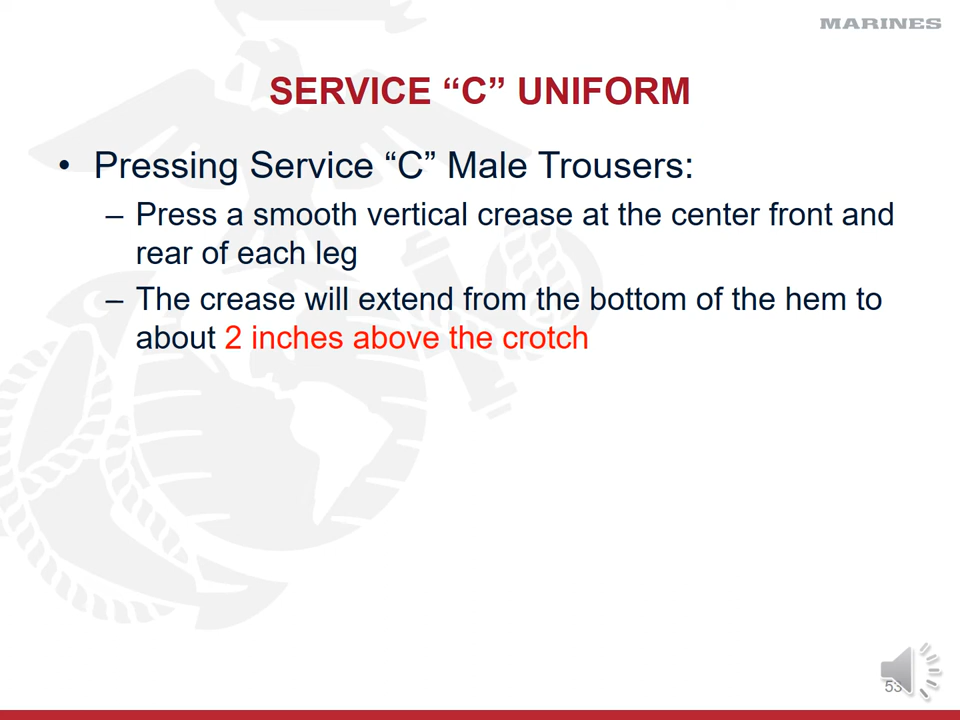 MARINES
SERVICE “C” UNIFORM
• Pressing Service “C” Male Trousers:
– Press a smooth vertical crease at the center front and
rear of each leg
– The crease will extend from the bottom of the hem to
about 2 inches above the crotch
53